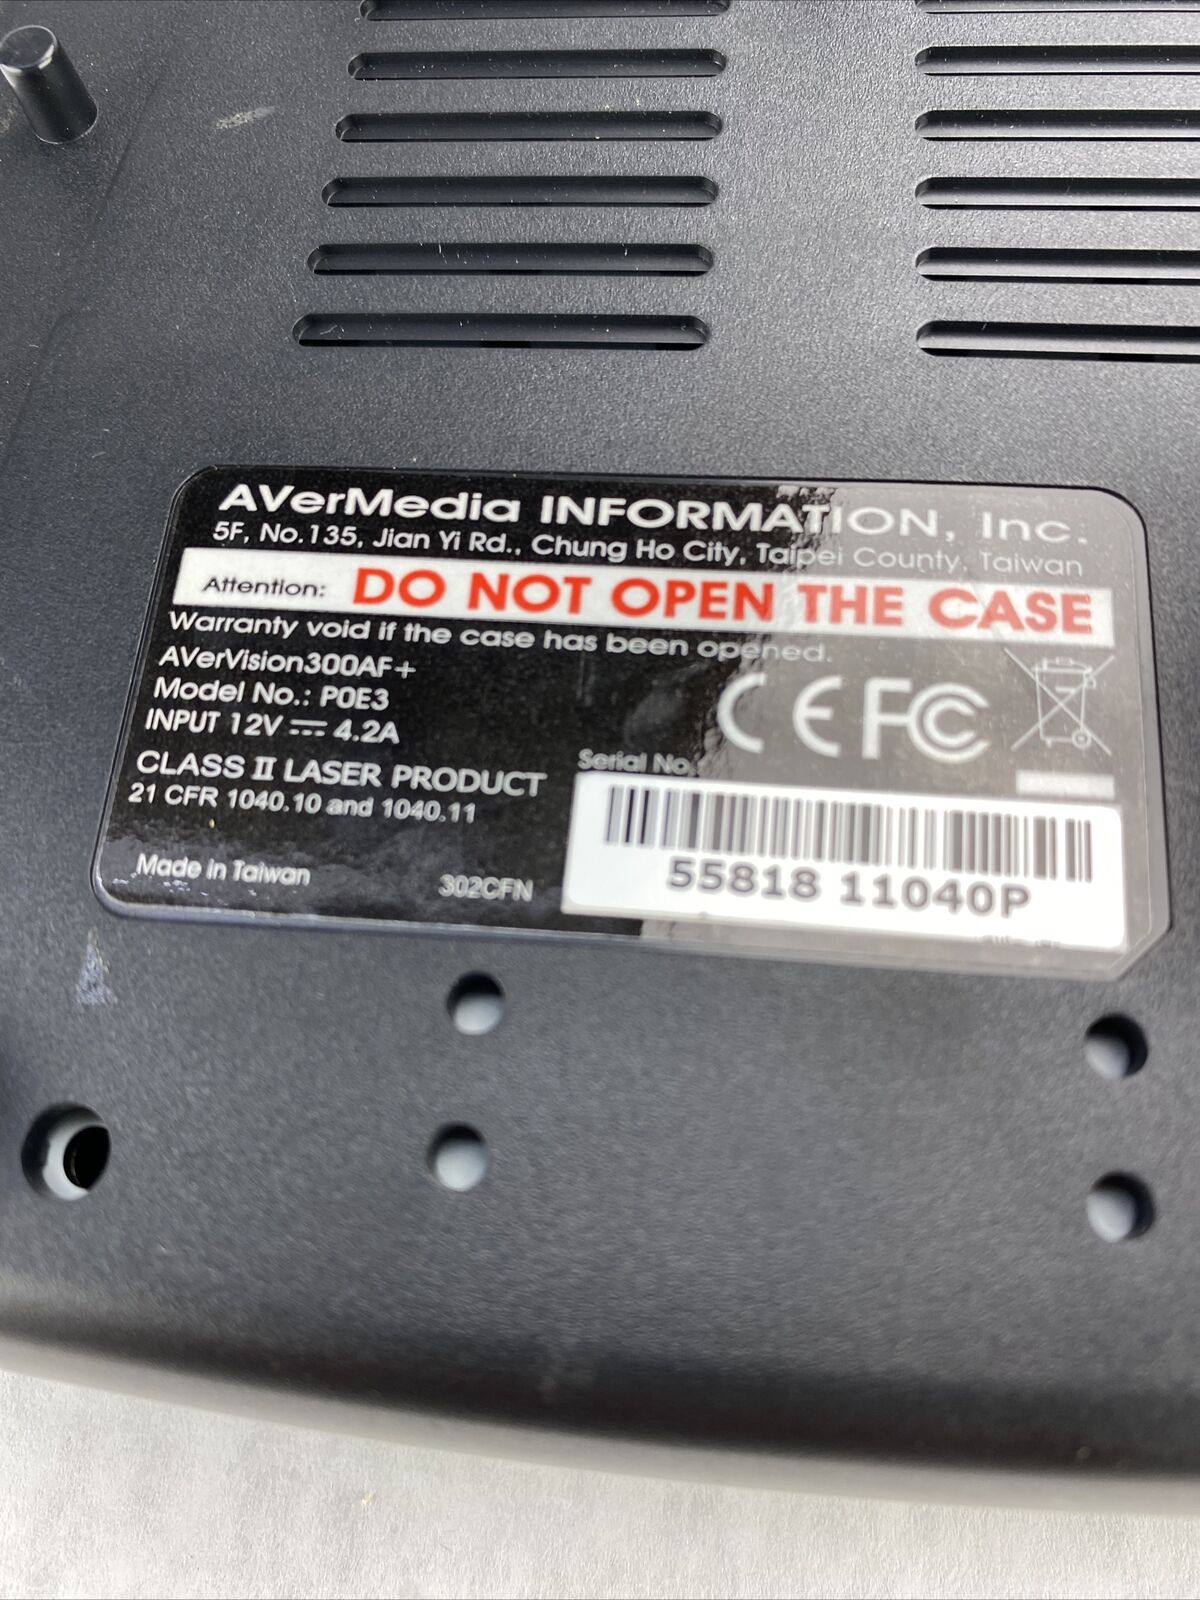 AVerMedia INFORMATION, Inc.
5F, No.135, Jian Yi Rd., Chung Ho City, Taipei County, Taiwan
Attention: DO NOT OPEN THE CASE
Warranty void if the case has been opened.
AVerVision300AF+
Model No.: P0E3
INPUT 12V ⎓ 4.2A
CE FC
CLASS II LASER PRODUCT
21 CFR 1040.10 and 1040.11
Serial No.
55818 11040P
Made in Taiwan
302CFN